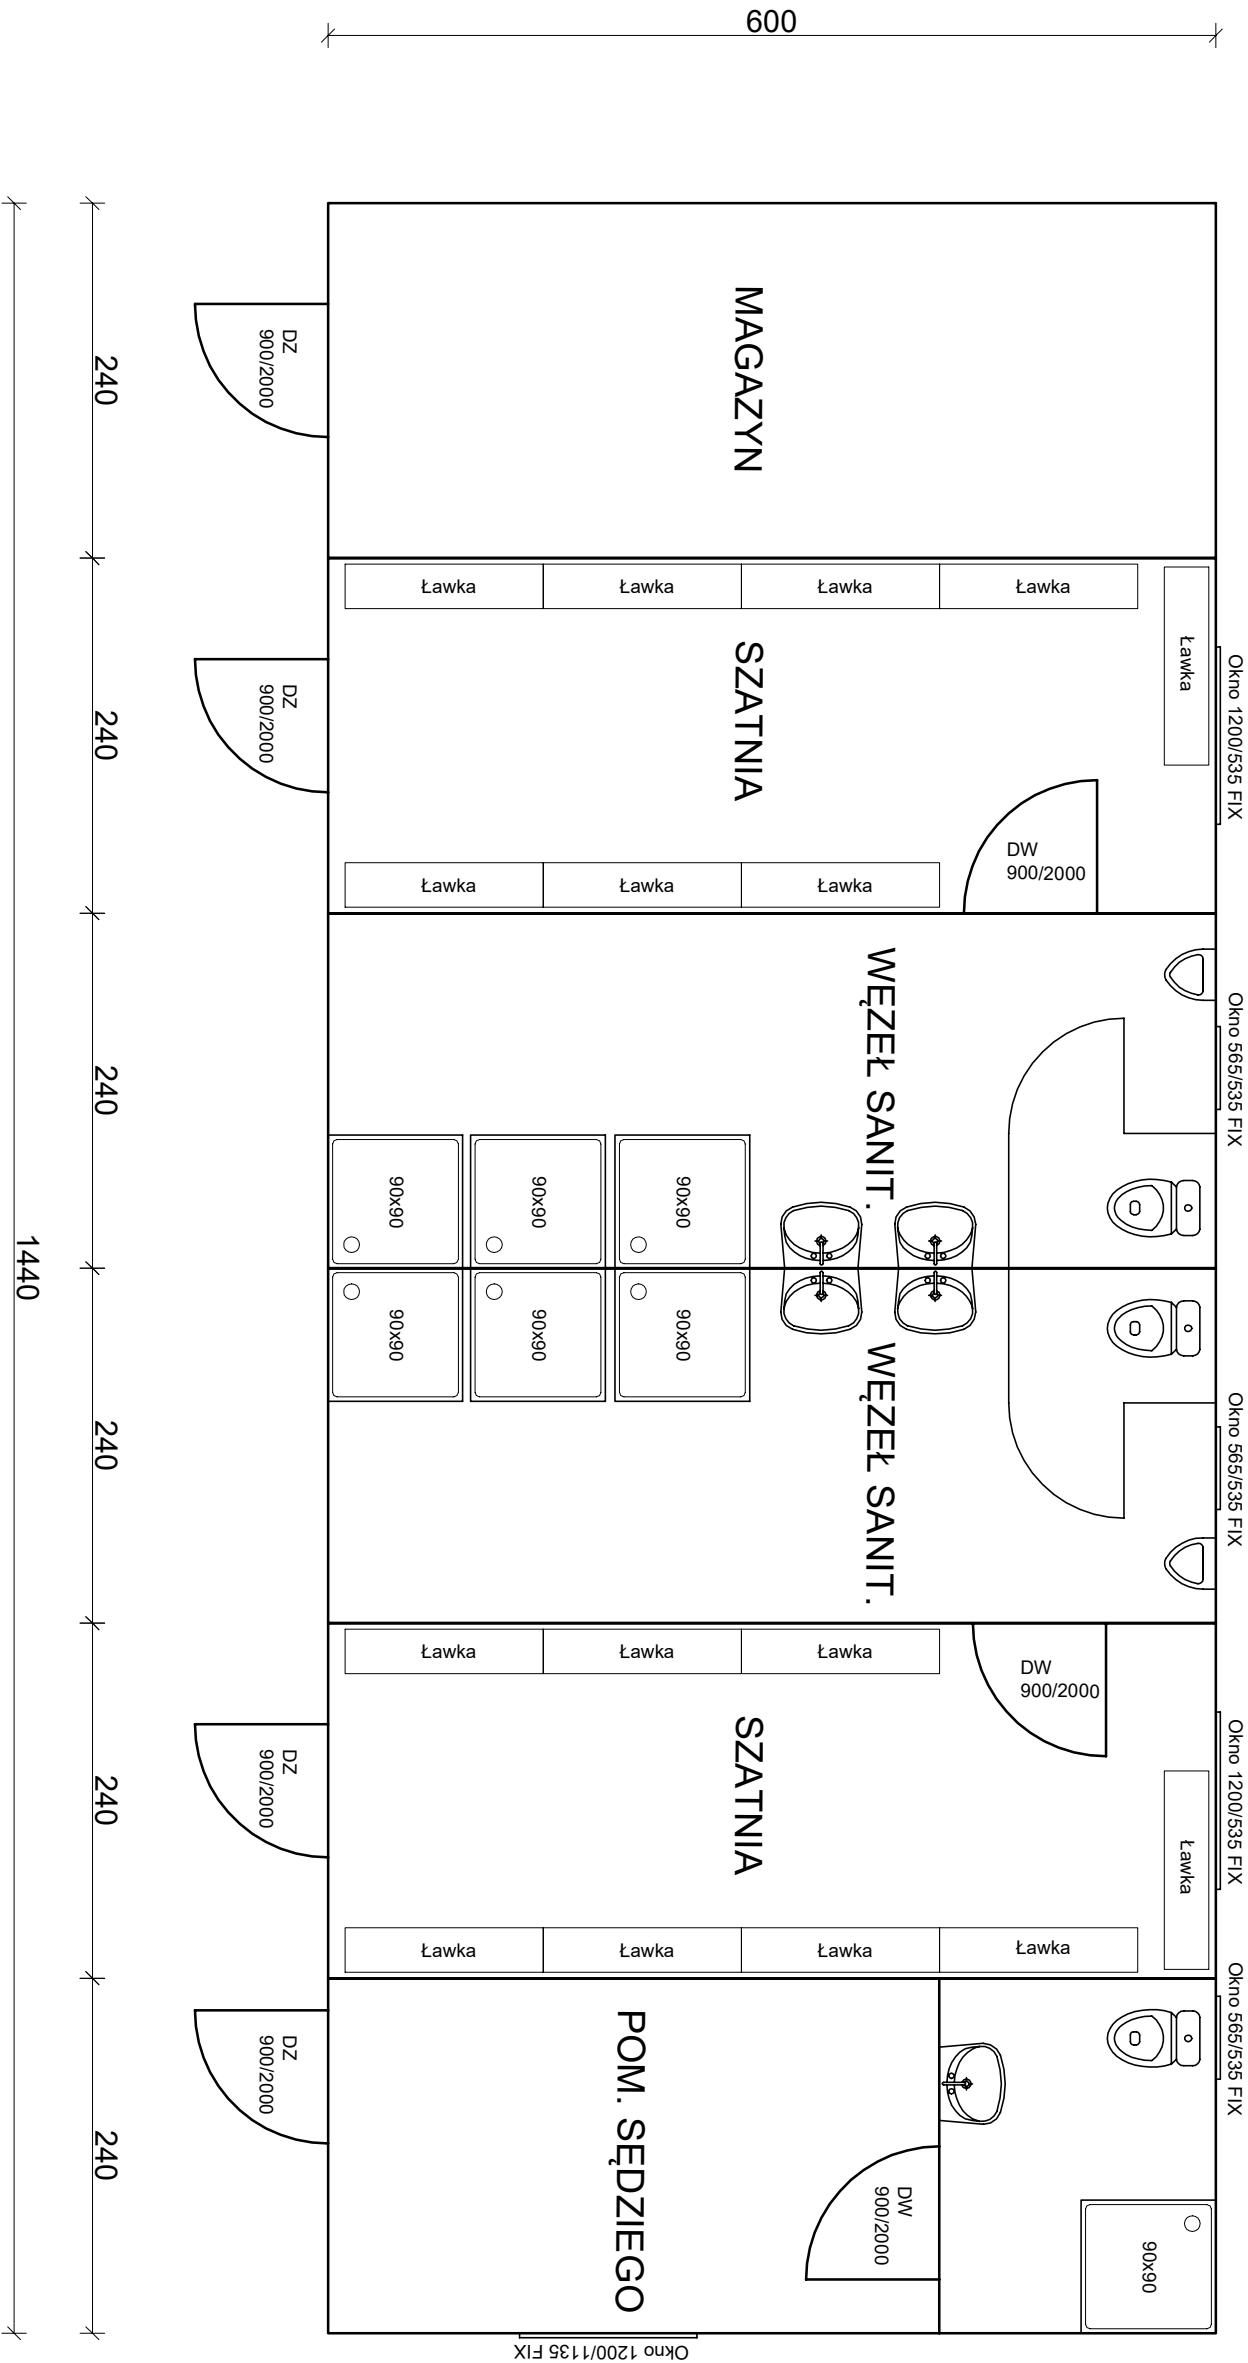 600
MAGAZYN
DZ
900/2000
240
Ławka
Ławka
Ławka
Ławka
Ławka
Okno 1200/535 FIX
SZATNIA
DZ
900/2000
240
DW
900/2000
Ławka
Ławka
Ławka
WĘZEŁ SANIT.
Okno 565/535 FIX
240
90x90
90x90
90x90
1440
90x90
90x90
90x90
WĘZEŁ SANIT.
Okno 565/535 FIX
240
Ławka
Ławka
Ławka
DW
900/2000
SZATNIA
Okno 1200/535 FIX
DZ
900/2000
240
Ławka
Ławka
Ławka
Ławka
Ławka
Okno 565/535 FIX
POM. SĘDZIEGO
DZ
900/2000
240
DW
900/2000
90x90
Okno 1200/1135 FIX